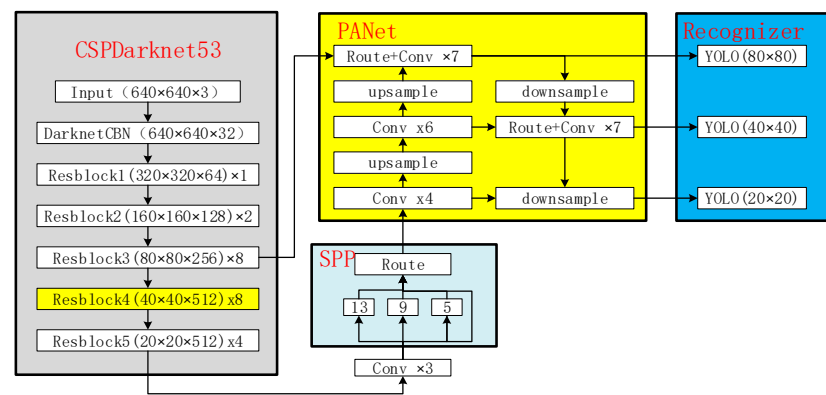 CSPDarknet53
Input（640×640×3）
DarknetCBN（640×640×32）
Resblock1(320×320×64)×1
Resblock2(160×160×128)×2
Resblock3(80×80×256)×8
Resblock4(40×40×512)x8
Resblock5(20×20×512)x4
Conv ×3
SPP
Route
13
9
5
PANet
Route+Conv ×7
upsample
downsample
Conv x6
Route+Conv ×7
upsample
Conv x4
downsample
Recognizer
YOLO(80×80)
YOLO(40×40)
YOLO(20×20)